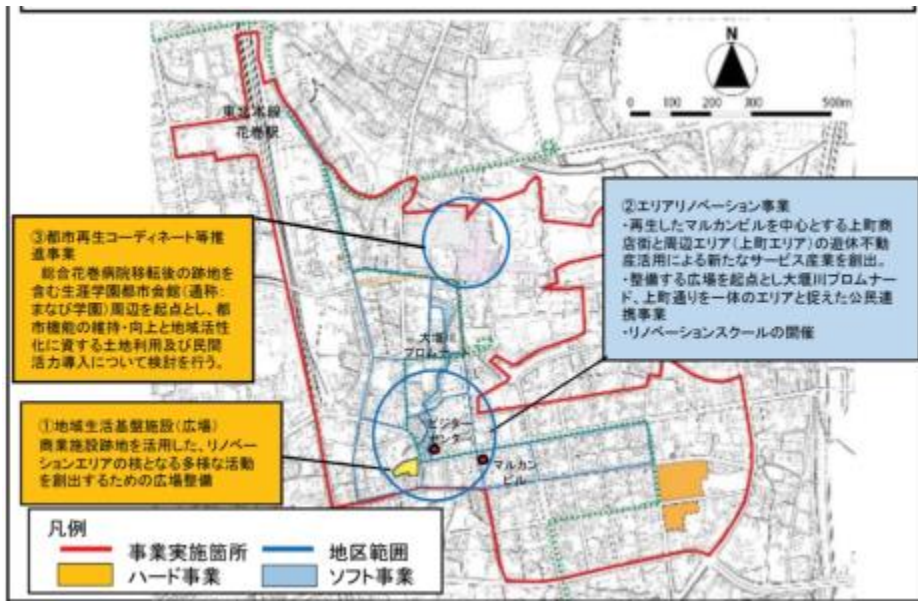 N
0 100 200 300 500m
東北本線
花巻駅
③都市再生コーディネート等推
進事業
総合花巻病院移転後の跡地を
含む生涯学園都市会館(通称:
まなび学園)周辺を起点とし、都
市機能の維持・向上と地域活性
化に資する土地利用及び民間
活力導入について検討を行う。
②エリアリノベーション事業
・再生したマルカンビルを中心とする上町商
店街と周辺エリア(上町エリア)の遊休不動
産活用による新たなサービス産業を創出。
・整備する広場を起点とし大堰川プロムナー
ド、上町通りを一体のエリアと捉えた公民連
携事業
・リノベーションスクールの開催
大堰川
プロムナード
①地域生活基盤施設(広場)
商業施設跡地を活用した、リノベー
ションエリアの核となる多様な活動
を創出するための広場整備
ビジター
センター
マルカン
ビル
凡例
事業実施箇所
地区範囲
ハード事業
ソフト事業